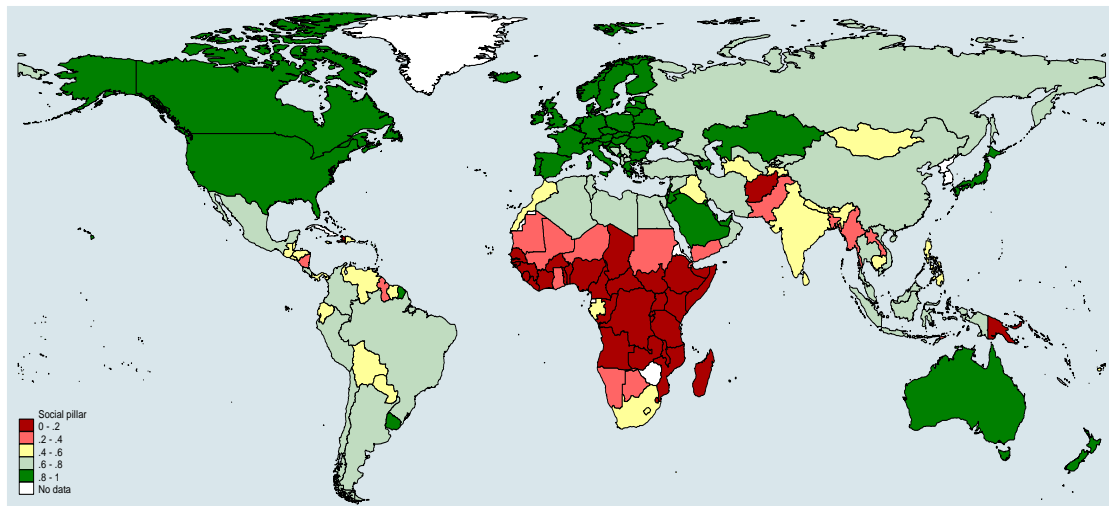 Social pillar
0 - .2
.2 - .4
.4 - .6
.6 - .8
.8 - 1
No data